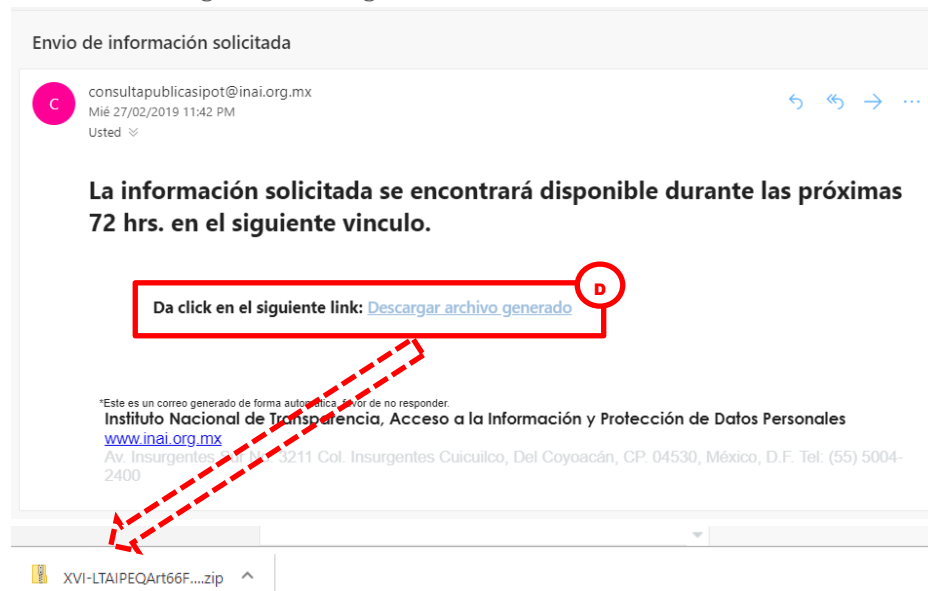 Envio de información solicitada
C
consultapublicasipot@inai.org.mx
Mié 27/02/2019 11:42 PM
Usted
La información solicitada se encontrará disponible durante las próximas
72 hrs. en el siguiente vinculo.
D
Da click en el siguiente link: Descargar archivo generado
*Este es un correo generado de forma automática, favor de no responder.
Instituto Nacional de Transparencia, Acceso a la Información y Protección de Datos Personales
www.inai.org.mx
Av. Insurgentes Sur No. 3211 Col. Insurgentes Cuicuilco, Del Coyoacán, CP. 04530, México, D.F. Tel: (55) 5004-
2400
XVI-LTAIPEQArt66F....zip